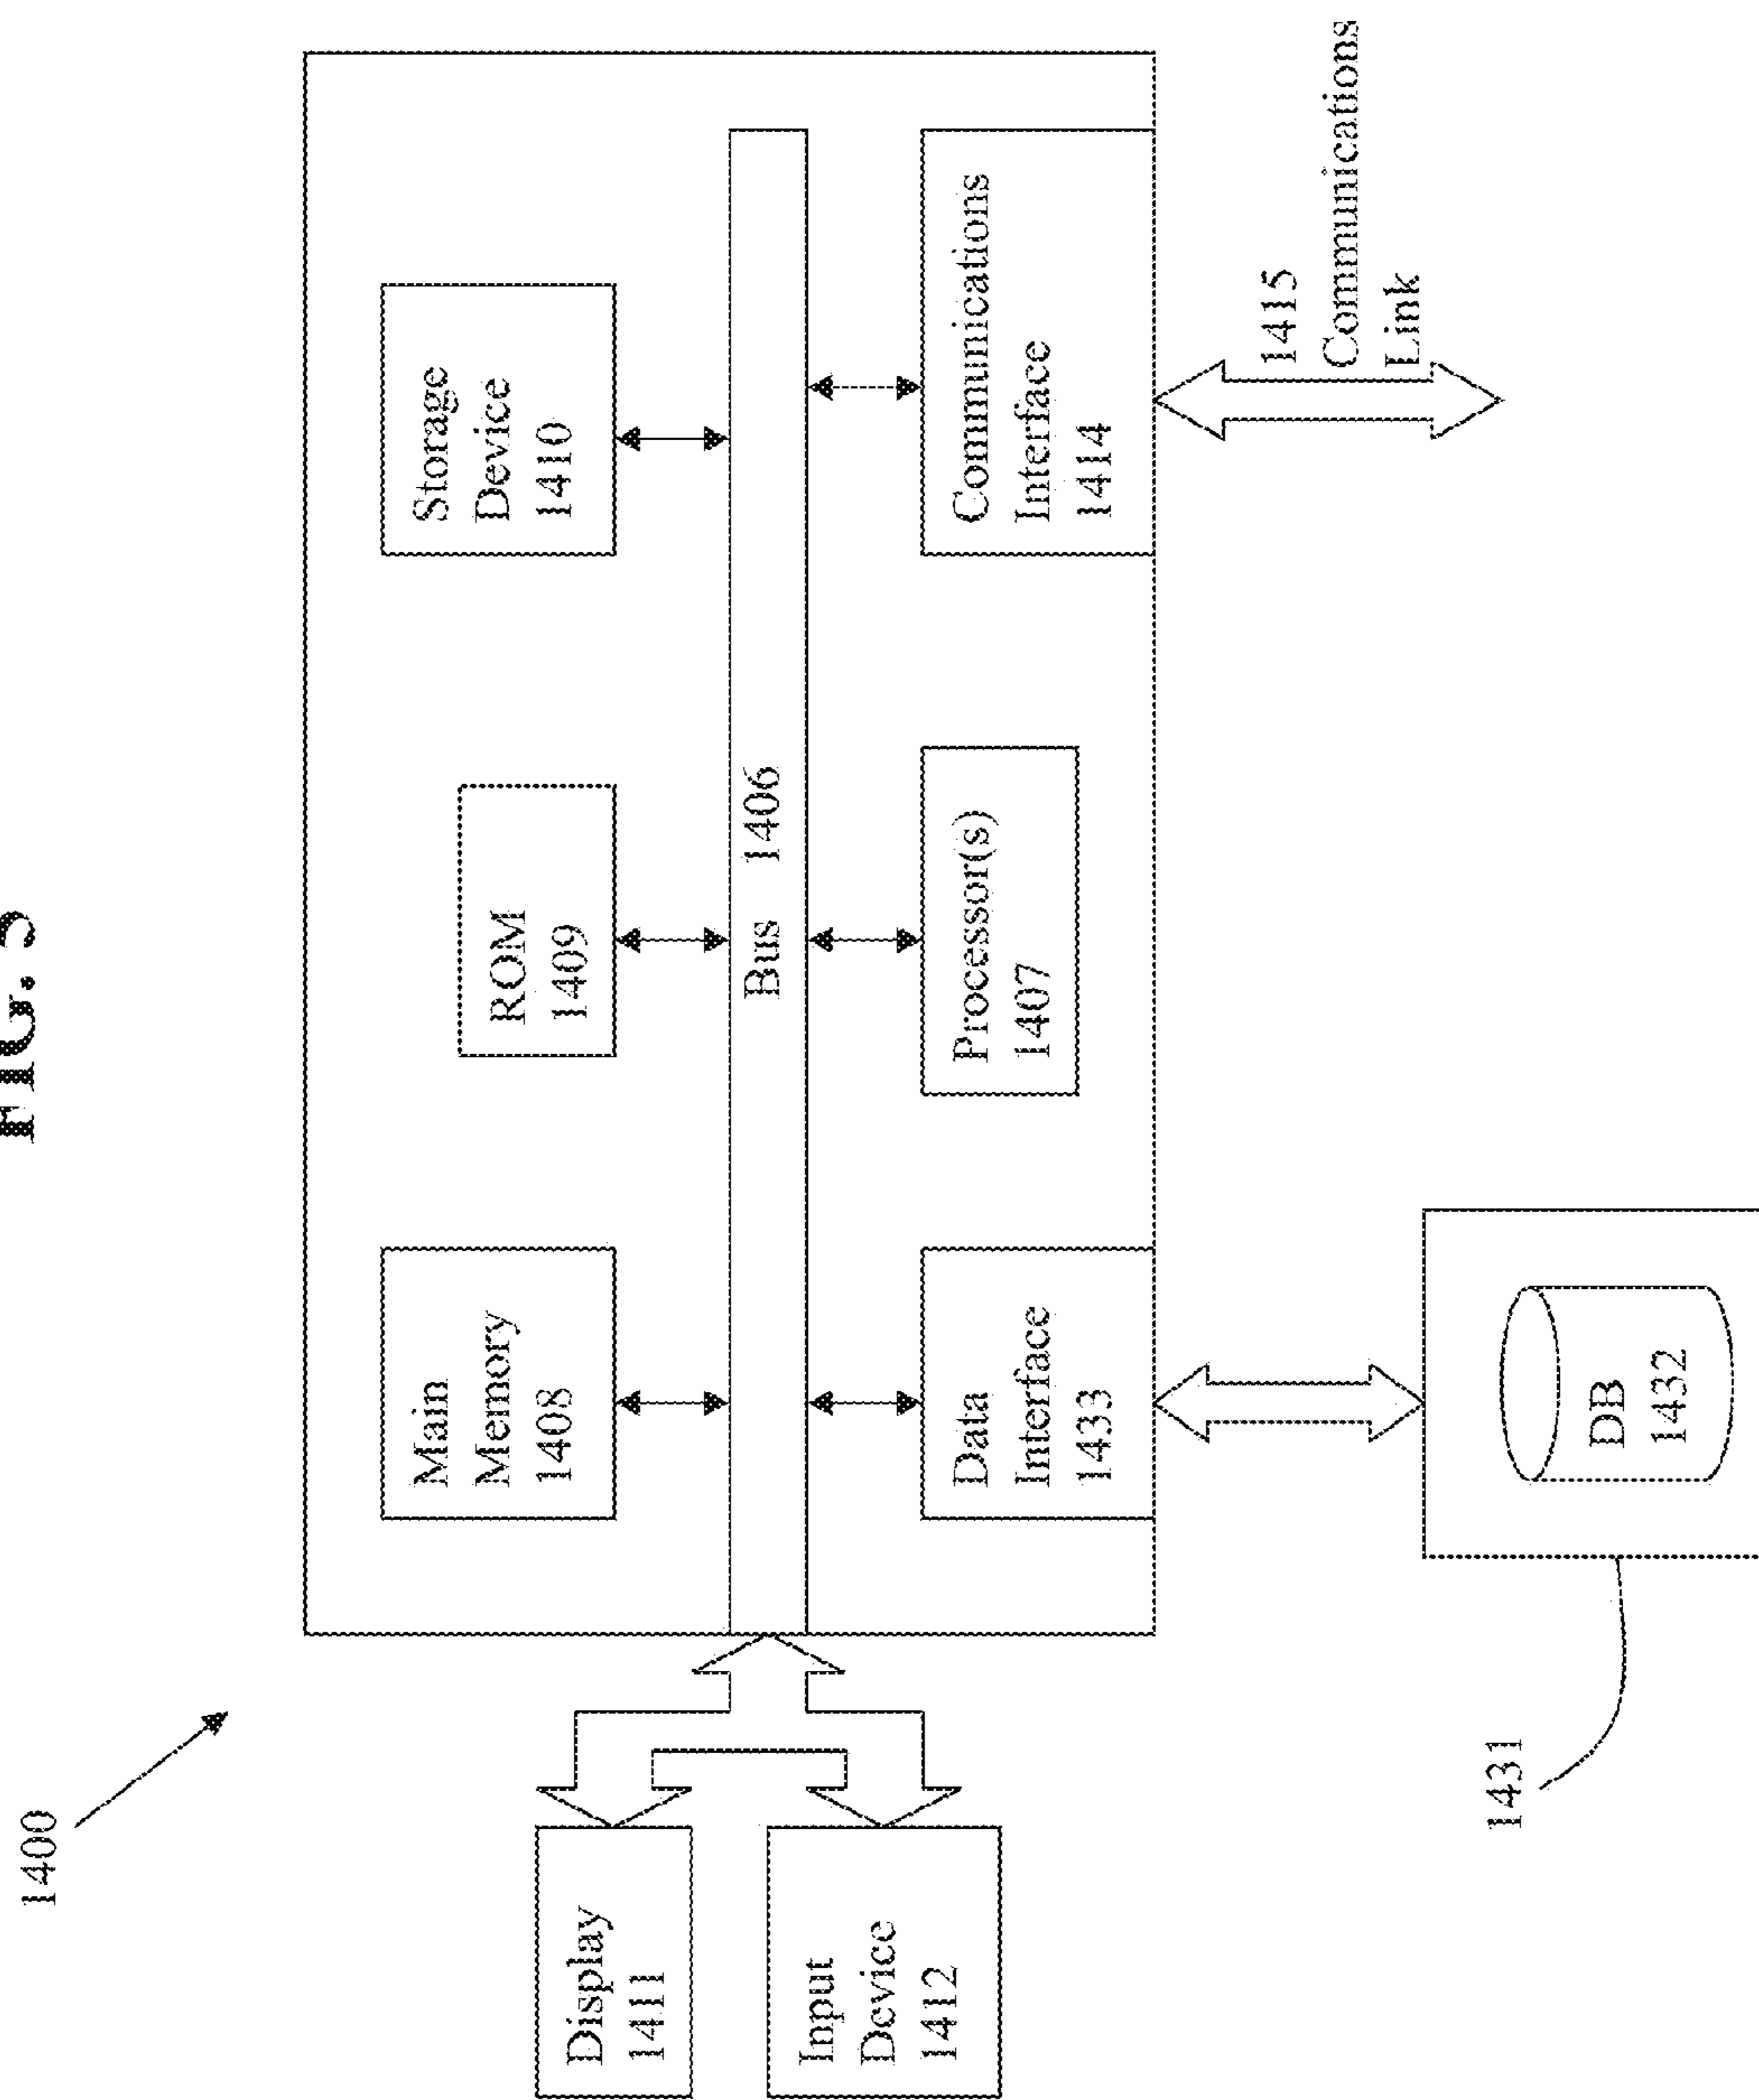 FIG.
1400
Main
Memory
1408
ROM
1409
Storage
Device
1410
Display
1411
Bus 1406
Input
Device
1412
Data
Interface
1433
Processor(s)
1407
Communications
Interface
1414
1415
Communications
Link
1431
DB
1432